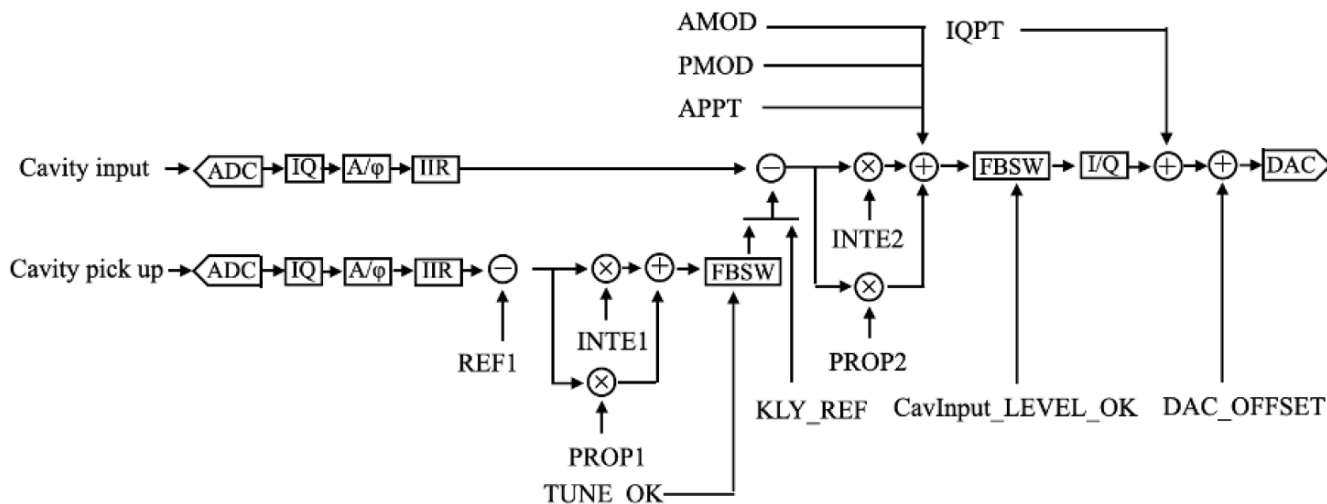 AMOD
IQPT
PMOD
APPT
Cavity input ADC IQ A/φ IIR − × + FBSW I/Q + + DAC
INTE2
Cavity pick up ADC IQ A/φ IIR − × + FBSW
×
REF1 INTE1
PROP2
×
KLY_REF CavInput_LEVEL_OK DAC_OFFSET
PROP1
TUNE_OK